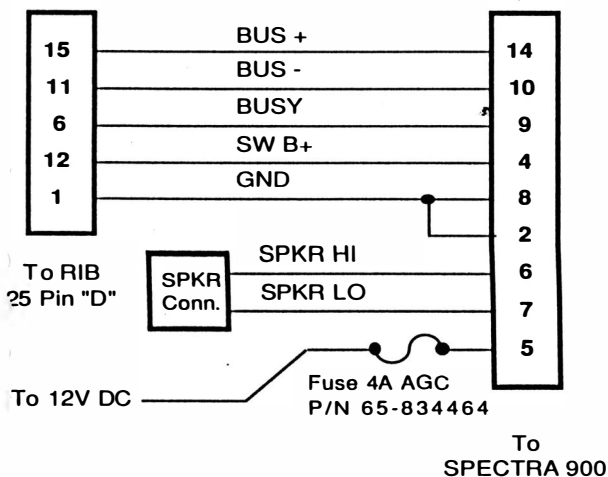 BUS +
15
14
BUS -
11
10
BUSY
6
9
SW B+
12
4
GND
1
8
2
SPKR HI
6
SPKR LO
7
5
To RIB
25 Pin "D"
SPKR
Conn.
Fuse 4A AGC
P/N 65-834464
To 12V DC
To
SPECTRA 900